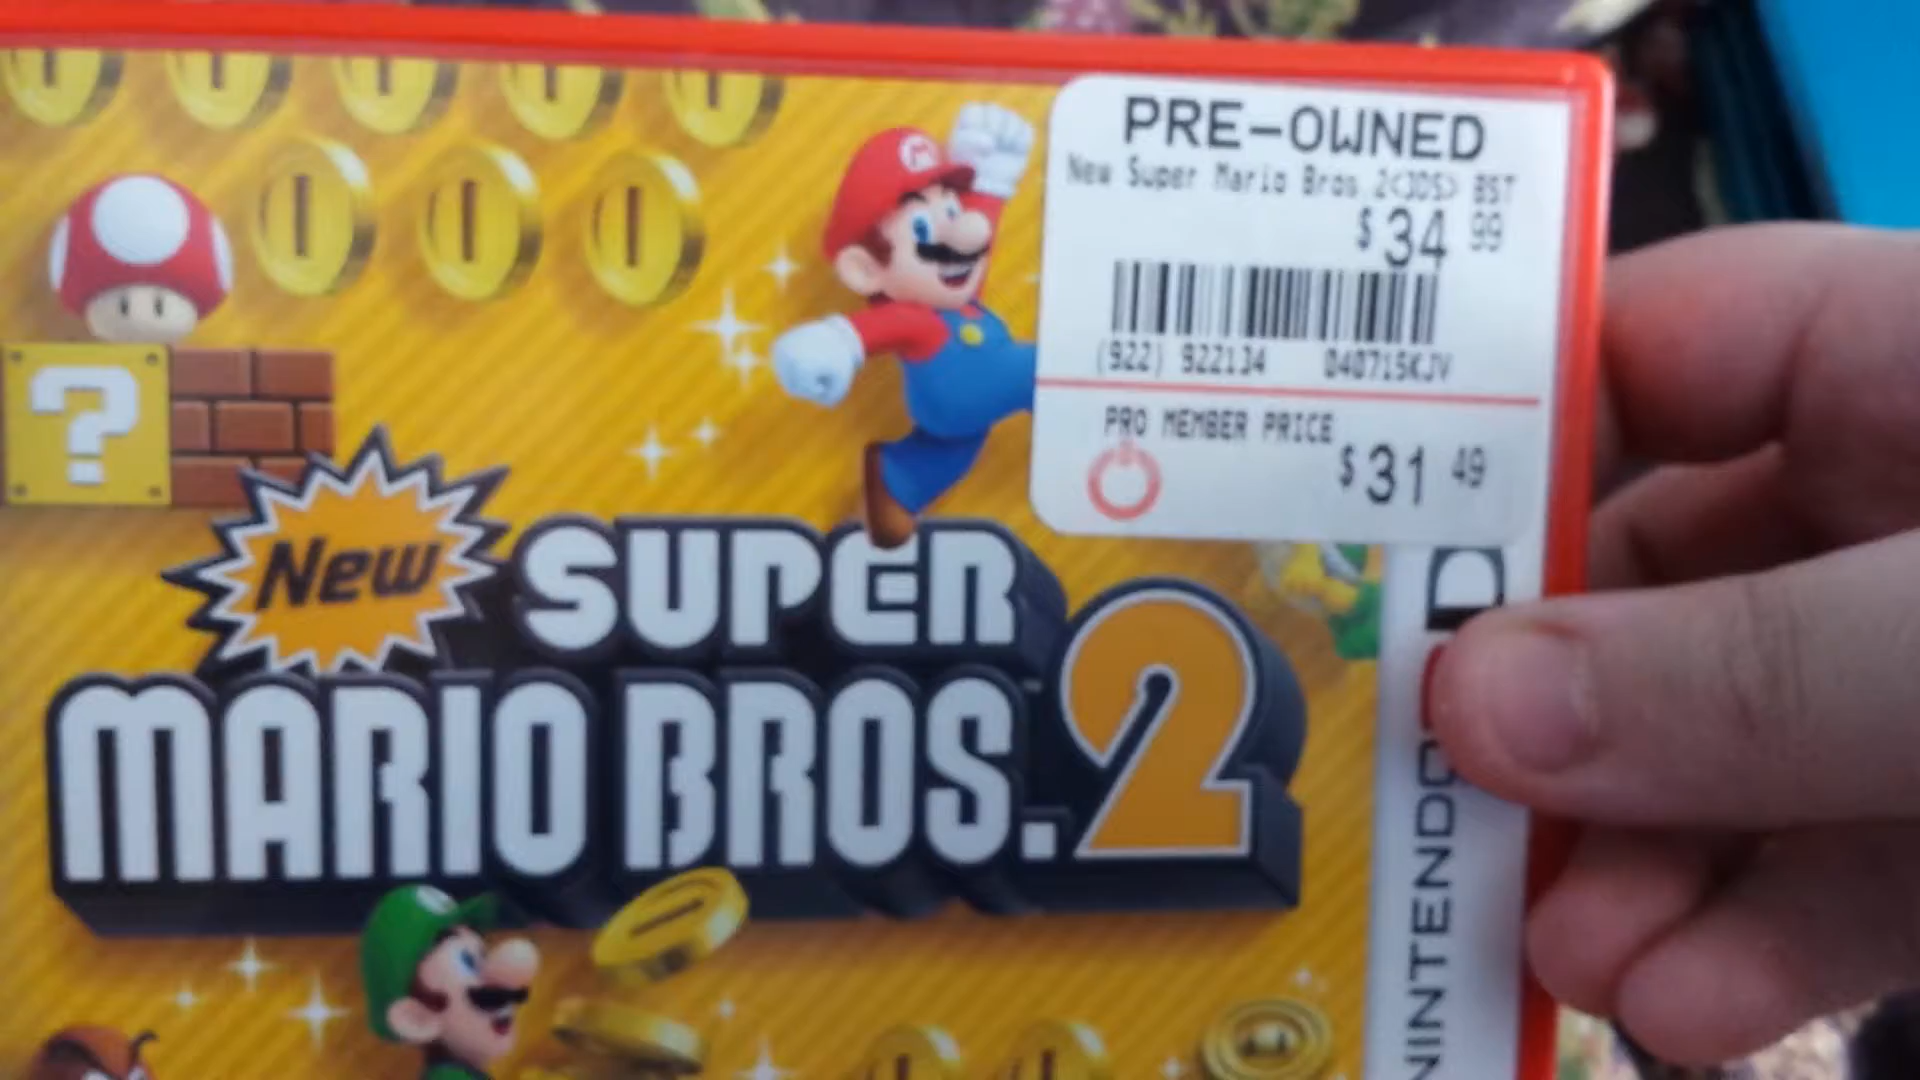 PRE-OWNED
New Super Mario Bros 2<3DS> BST
$34 99
(922) 922134 040715KJV
PRO MEMBER PRICE
$31 49
?
M
New SUPER
MARIO BROS. 2
NINTENDO